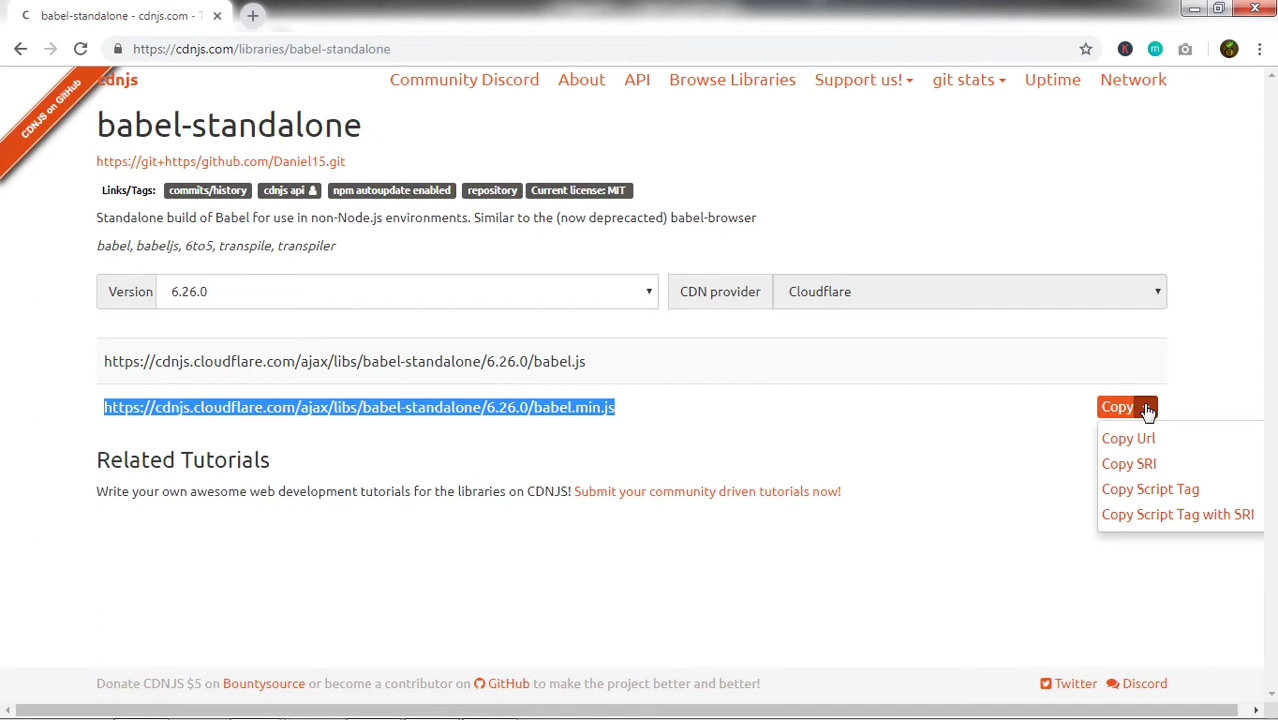 babel-standalone - cdnjs.com - T
https://cdnjs.com/libraries/babel-standalone
CDNJS on GitHub
cdnjs
Community Discord About API Browse Libraries Support us! git stats Uptime Network
babel-standalone
https://git+https/github.com/Daniel15.git
Links/Tags: commits/history cdnjs api npm autoupdate enabled repository Current license: MIT
Standalone build of Babel for use in non-Node.js environments. Similar to the (now deprecacted) babel-browser
babel, babeljs, 6to5, transpile, transpiler
Version 6.26.0 CDN provider Cloudflare
https://cdnjs.cloudflare.com/ajax/libs/babel-standalone/6.26.0/babel.js
https://cdnjs.cloudflare.com/ajax/libs/babel-standalone/6.26.0/babel.min.js Copy
Copy Url
Copy SRI
Copy Script Tag
Copy Script Tag with SRI
Related Tutorials
Write your own awesome web development tutorials for the libraries on CDNJS! Submit your community driven tutorials now!
Donate CDNJS $5 on Bountysource or become a contributor on GitHub to make the project better and better! Twitter Discord